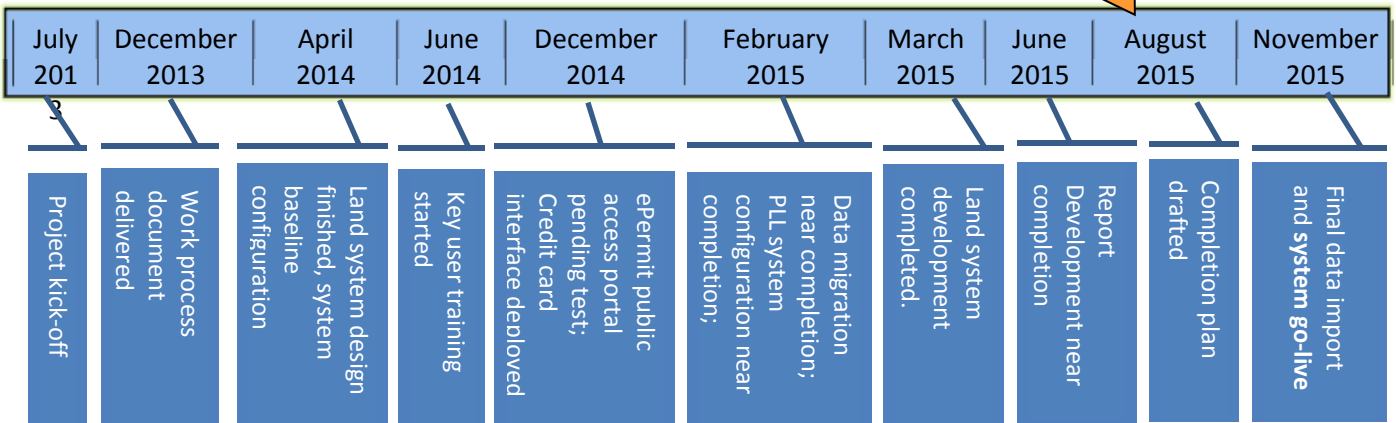 July
201
3
December
2013
April
2014
June
2014
December
2014
February
2015
March
2015
June
2015
August
2015
November
2015
Project kick-off
Work process
document
delivered
Land system design
finished, system
baseline
configuration
Key user training
started
ePermit public
access portal
pending test;
Credit card
interface deployed
Data migration
near completion;
PLL system
configuration near
completion;
Land system
development
completed.
Report
Development near
completion
Completion plan
drafted
Final data import
and system go-live